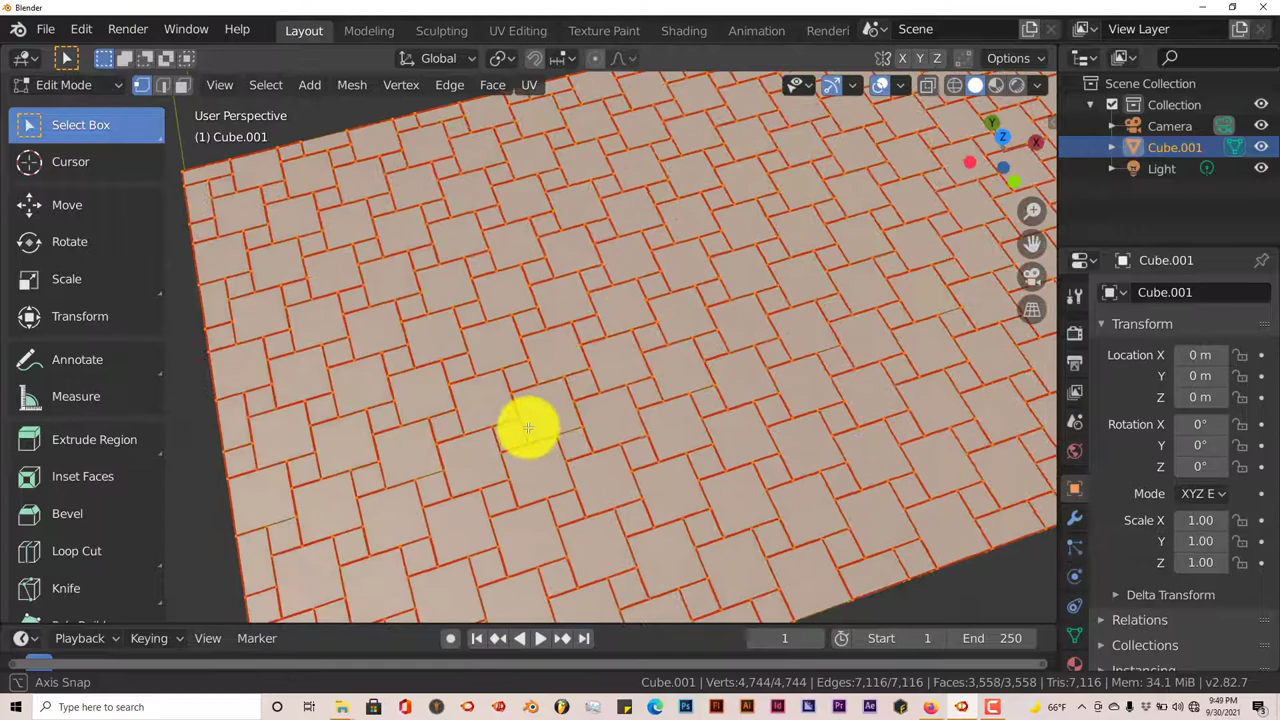 Blender
File Edit Render Window Help Layout Modeling Sculpting UV Editing Texture Paint Shading Animation Renderi Scene View Layer
Global X Y Z Options
Edit Mode View Select Add Mesh Vertex Edge Face UV
User Perspective
(1) Cube.001
Y
Z
X
Select Box
Cursor
Move
Rotate
Scale
Transform
Annotate
Measure
Extrude Region
Inset Faces
Bevel
Loop Cut
Knife
Scene Collection
Collection
Camera
Cube.001
Light
Cube.001
Cube.001
Transform
Location X 0 m
Y 0 m
Z 0 m
Rotation X 0°
Y 0°
Z 0°
Mode XYZ E
Scale X 1.00
Y 1.00
Z 1.00
Delta Transform
Relations
Collections
Playback Keying View Marker 1 Start 1 End 250
Axis Snap Cube.001 | Verts:4,744/4,744 | Edges:7,116/7,116 | Faces:3,558/3,558 | Tris:7,116 | Mem: 34.1 MiB | v2.82.7
Type here to search 66°F 9:49 PM
9/30/2021